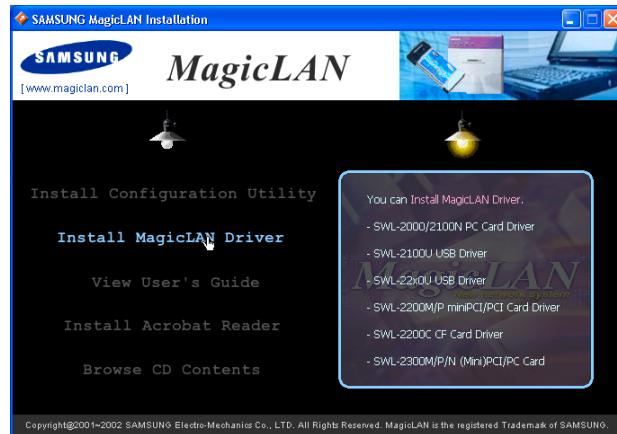 SAMSUNG MagicLAN Installation
SAMSUNG
MagicLAN
[www.magiclan.com]
Install Configuration Utility
Install MagicLAN Driver
View User's Guide
Install Acrobat Reader
Browse CD Contents
You can Install MagicLAN Driver.
- SWL-2000/2100N PC Card Driver
- SWL-2100U USB Driver
- SWL-22x0U USB Driver
- SWL-2200M/P miniPCI/PCI Card Driver
- SWL-2200C CF Card Driver
- SWL-2300M/P/N (Mini)PCI/PC Card
MagicLAN
New network system
Copyright@2001~2002 SAMSUNG Electro-Mechanics Co., LTD. All Rights Reserved. MagicLAN is the registered Trademark of SAMSUNG.